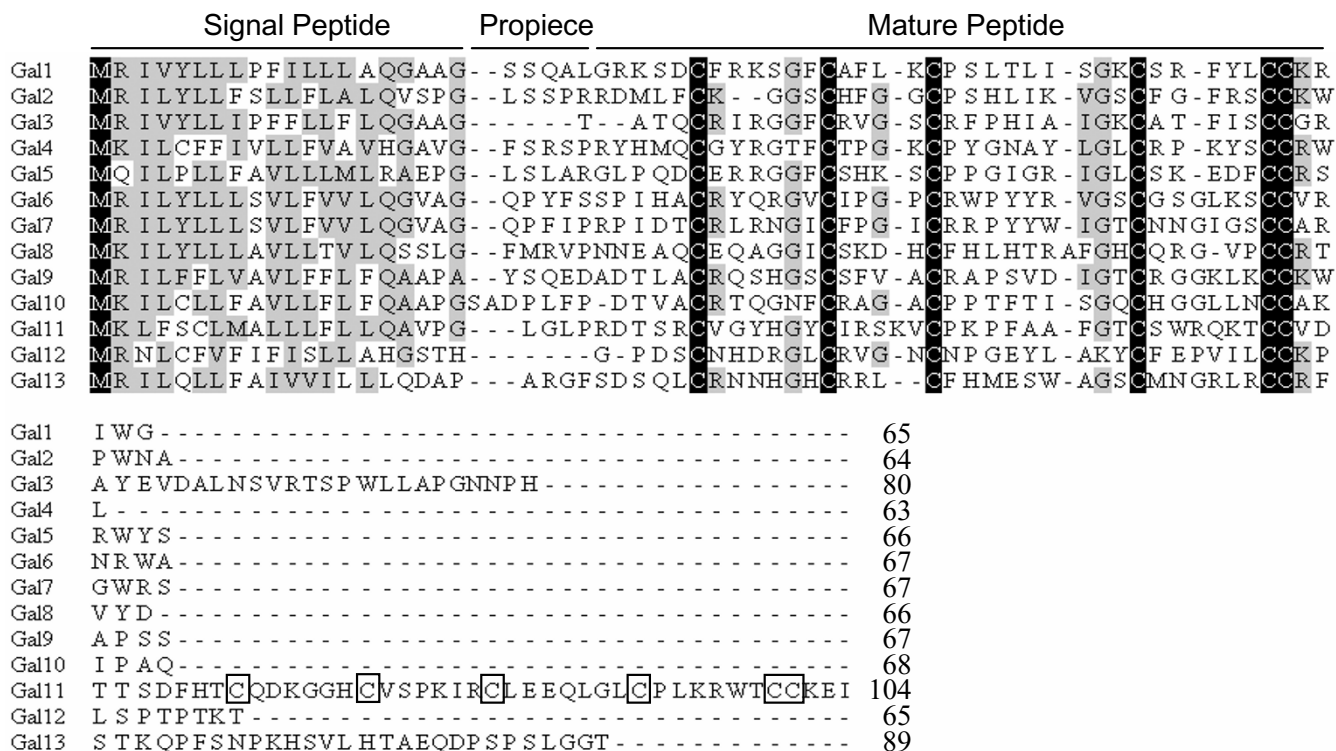 Signal Peptide Propiece Mature Peptide
Gal1 MRIVYLLLPFILLLAQGAAG--SSQALGRKSDCFRKSGFCAFL-KCPSLTLI-SGKCSR-FYLCCKR
Gal2 MRILYLLFSLLFLALQVSPG--LSSPRRDMLFCK--GGSCHFG-GCPSHLIK-VGSCFG-FRSCCKW
Gal3 MRIVYLLIPFFLLFLQGAAG------T--ATQCRIRGGFCRVG-SCRFPHIA-IGKCAT-FISCCGR
Gal4 MKILCFFIVLLFVAVHGAVG--FSRSPRYHMQCGYRGTFCTPG-KCPYGNAY-LGLCRP-KYSCCRW
Gal5 MQILPLLFAVLLLMLRAEPG--LSLARGLPQDCERRGGFCSHK-SCPPGIGR-IGLCSK-EDFCCRS
Gal6 MRILYLLLSVLFVVLQGVAG--QPYFSSPIHACRYQRGVCIPG-PCRWPYYR-VGSCGSGLKSCCVR
Gal7 MRILYLLLSVLFVVLQGVAG--QPFIPRPIDTCRLRNGICFPG-ICRRPYYW-IGTCNNGIGSCCAR
Gal8 MKILYLLLAVLLTVLQSSLG--FMRVPNNEAQCEQAGGICSKD-HCFHLHTRAFGHCQRG-VPCCRT
Gal9 MRILFFLVAVLFFLFQAAPA--YSQEDADTLACRQSHGSCSFV-ACRAPSVD-IGTCRGGKLKCCKW
Gal10 MKILCLLFAVLLFLFQAAPGSADPLFP-DTVACRTQGNFCRAG-ACPPTFTI-SGQCHGGLLNCCAK
Gal11 MKLFSCLMALLLFLLQAVPG---LGLPRDTSRCVGYHGYCIRSKVCPKPFAA-FGTCSWRQKTCCVD
Gal12 MRNLCFVFIFISLLAHGSTH--------G-PDSCNHDRGLCRVG-NCNPGEYL-AKYCFEPVILCCKP
Gal13 MRILQLLFAIVVILLLQDAP---ARGFSDSQLCRNNHGHCRRL--CFHMESW-AGSCMNGRLRCCRF
Gal1 IWG------------------------------------ 65
Gal2 PWNA----------------------------------- 64
Gal3 AYEVDALNSVRTSPWLLAPGNNPH---------------- 80
Gal4 L-------------------------------------- 63
Gal5 RWYS----------------------------------- 66
Gal6 NRWA----------------------------------- 67
Gal7 GWRS----------------------------------- 67
Gal8 VYD------------------------------------ 66
Gal9 APSS----------------------------------- 67
Gal10 IPAQ----------------------------------- 68
Gal11 TTSDFHTCQDKGGHCVSPKIRCLEEQLGLCPLKRWTCCKEI 104
Gal12 LSPTPTKT------------------------------- 65
Gal13 STKQPFSNPKHSVLHTAEQDPSPSLGGT------------ 89